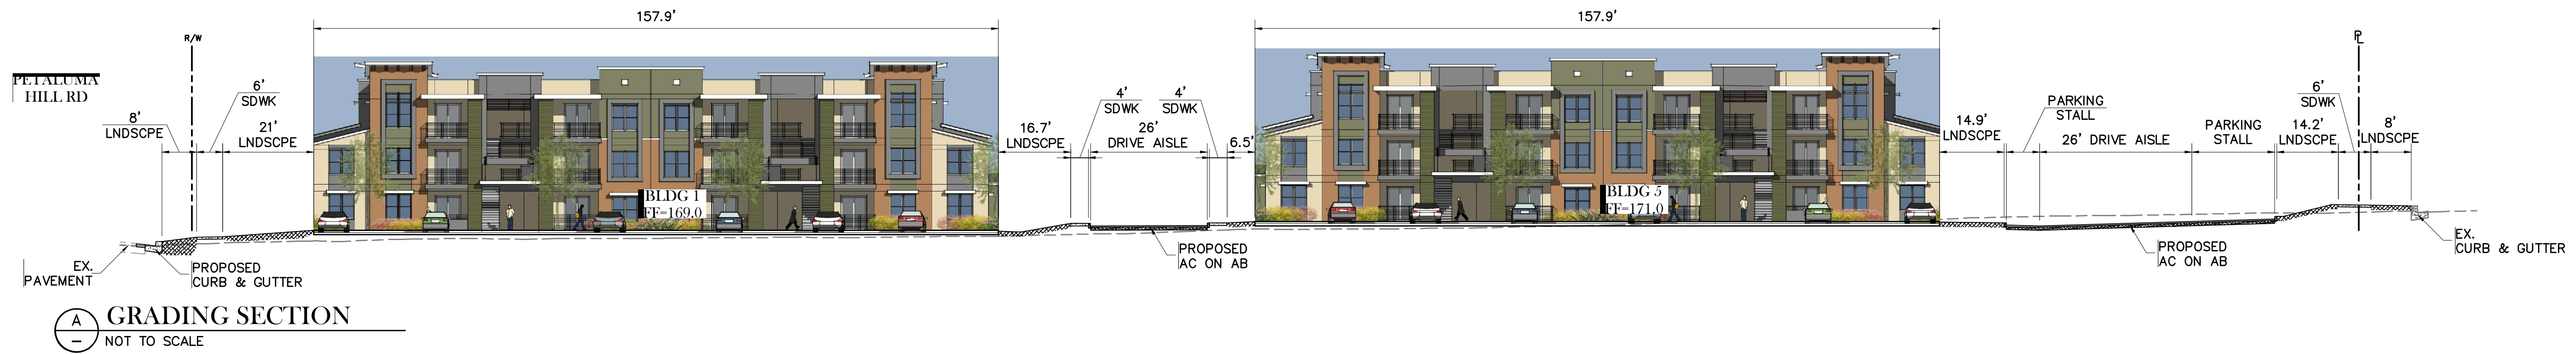 157.9'
157.9'
R/W
PL
PETALUMA
HILL RD
8'
LNDSCPE
6'
SDWK
21'
LNDSCPE
BLDG 1
FF=169.0
16.7'
LNDSCPE
4'
SDWK
26'
DRIVE AISLE
4'
SDWK
6.5'
BLDG 5
FF=171.0
14.9'
LNDSCPE
PARKING
STALL
26' DRIVE AISLE
PARKING
STALL
14.2'
LNDSCPE
6'
SDWK
8'
LNDSCPE
EX.
PAVEMENT
PROPOSED
CURB & GUTTER
PROPOSED
AC ON AB
PROPOSED
AC ON AB
EX.
CURB & GUTTER
A
–
GRADING SECTION
NOT TO SCALE